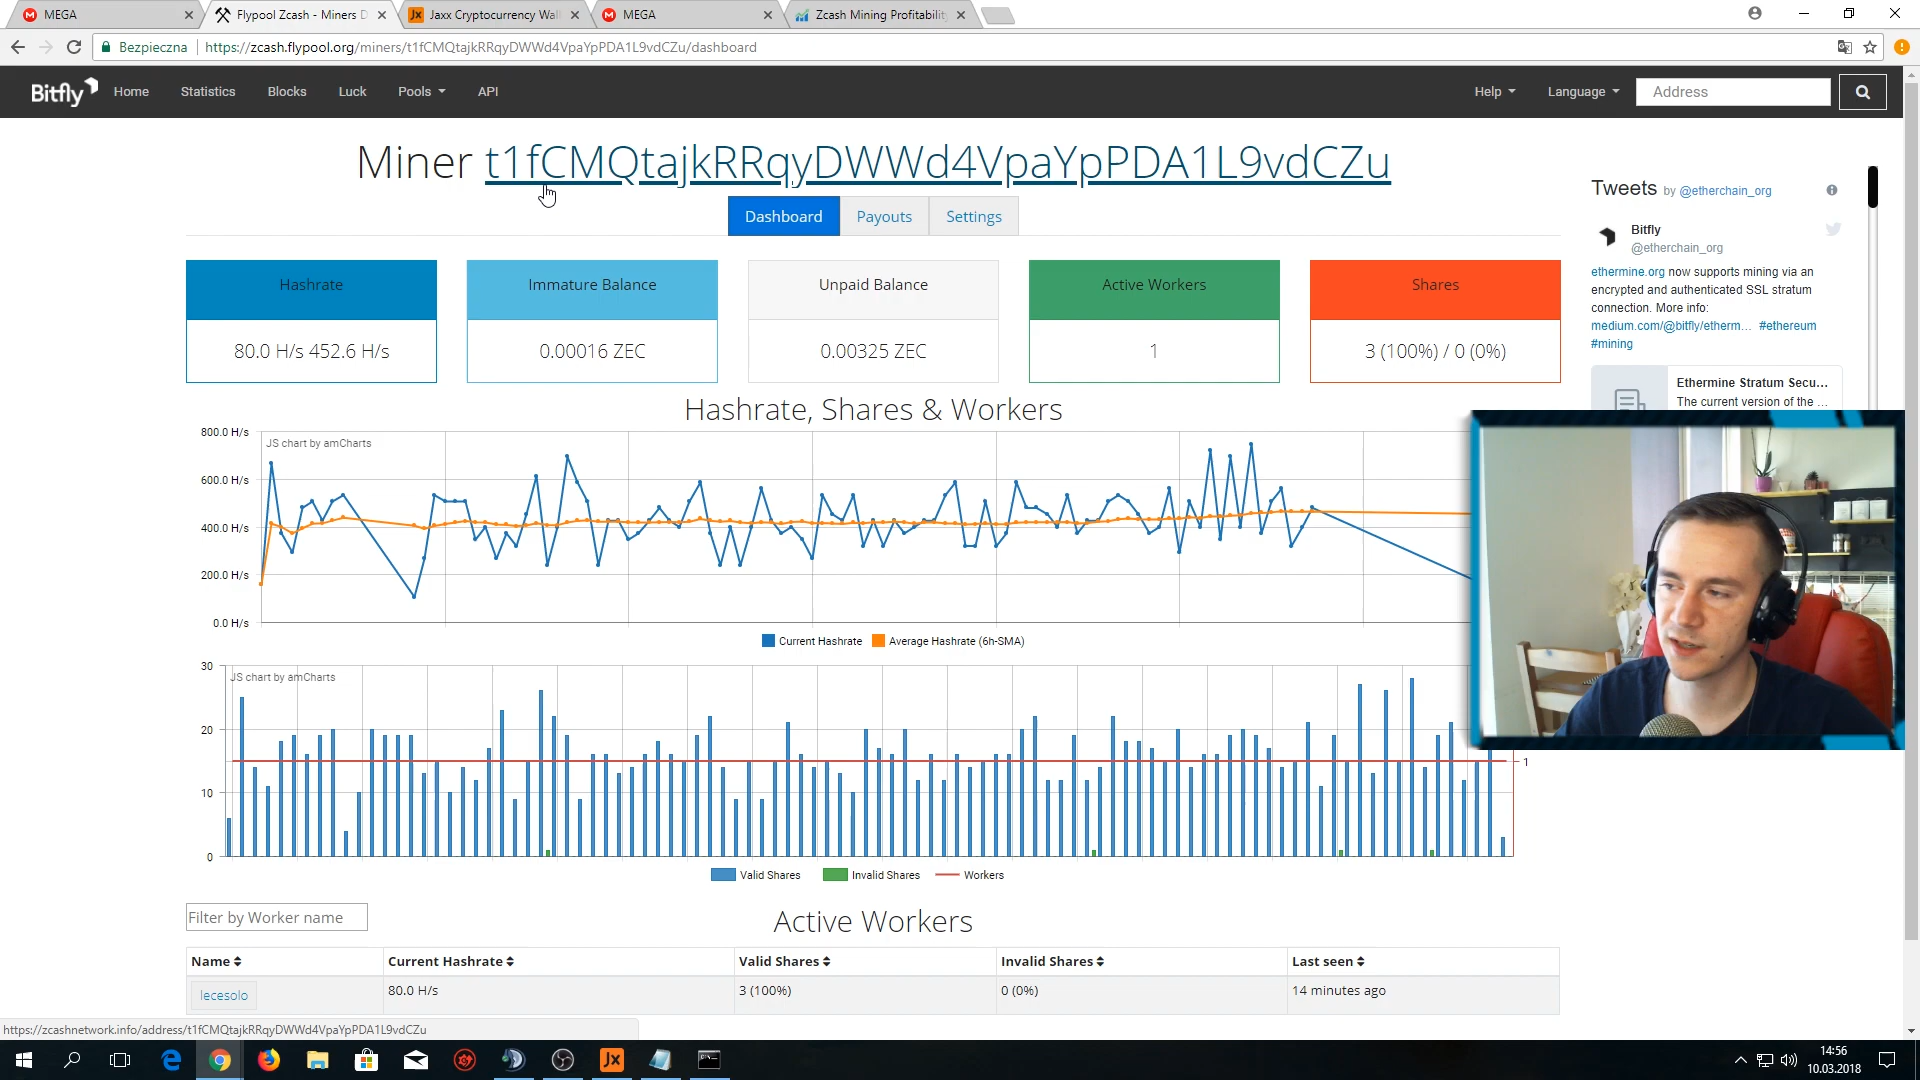 MEGA
Flypool Zcash - Miners D
Jaxx Cryptocurrency Wall
MEGA
Zcash Mining Profitability
Bezpieczna
https://zcash.flypool.org/miners/t1fCMQtajkRRqyDWWd4VpaYpPDA1L9vdCZu/dashboard
Bitfly
Home
Statistics
Blocks
Luck
Pools
API
Help
Language
Address
Miner t1fCMQtajkRRqyDWWd4VpaYpPDA1L9vdCZu
Dashboard
Payouts
Settings
Tweets by @etherchain_org
Bitfly
@etherchain_org
ethermine.org now supports mining via an
encrypted and authenticated SSL stratum
connection. More info:
medium.com/@bitfly/etherm... #ethereum
#mining
Ethermine Stratum Secu...
The current version of the ...
Hashrate
80.0 H/s 452.6 H/s
Immature Balance
0.00016 ZEC
Unpaid Balance
0.00325 ZEC
Active Workers
1
Shares
3 (100%) / 0 (0%)
Hashrate, Shares & Workers
JS chart by amCharts
800.0 H/s
600.0 H/s
400.0 H/s
200.0 H/s
0.0 H/s
Current Hashrate
Average Hashrate (6h-SMA)
JS chart by amCharts
30
20
10
0
1
Valid Shares
Invalid Shares
Workers
Filter by Worker name
Active Workers
Name
Current Hashrate
Valid Shares
Invalid Shares
Last seen
lecesolo
80.0 H/s
3 (100%)
0 (0%)
14 minutes ago
https://zcashnetwork.info/address/t1fCMQtajkRRqyDWWd4VpaYpPDA1L9vdCZu
Jx
14:56
10.03.2018